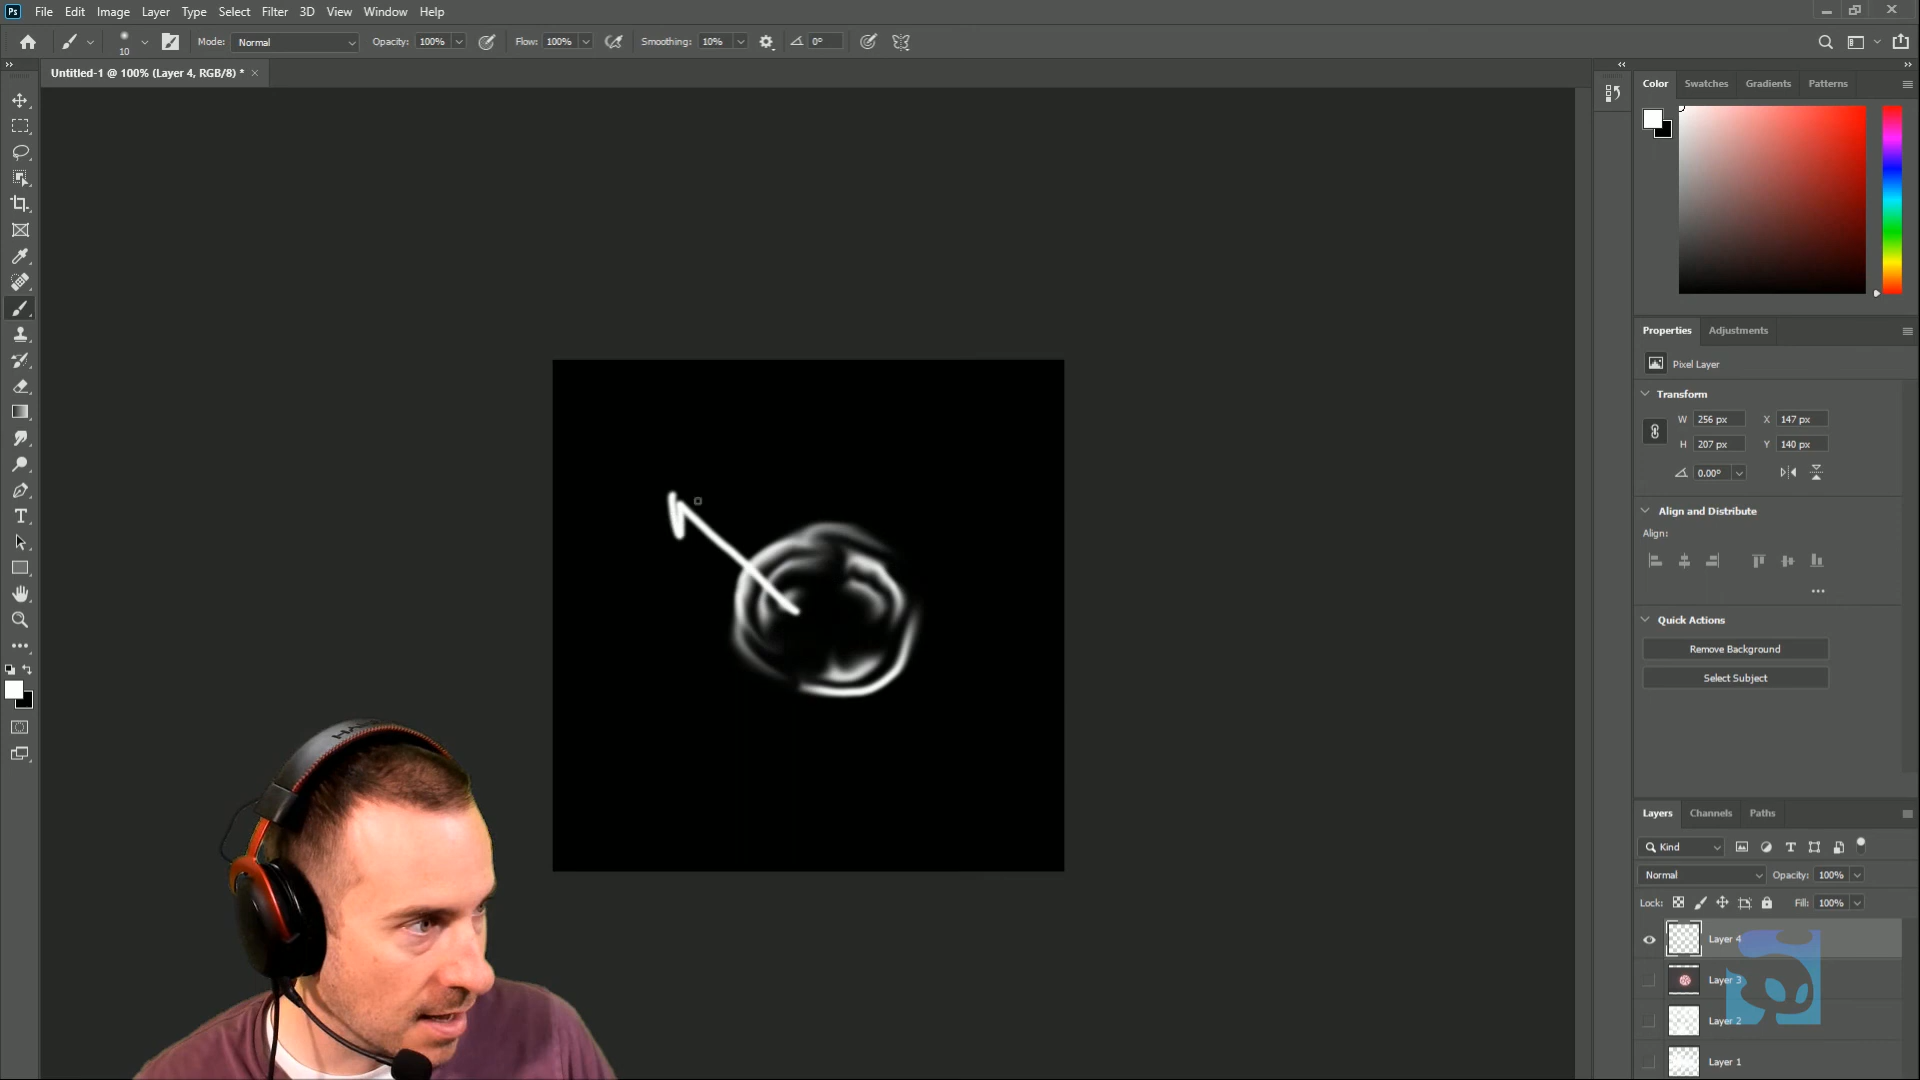 Ps File Edit Image Layer Type Select Filter 3D View Window Help
10 Mode: Normal Opacity: 100% Flow: 100% Smoothing: 10% 0°
Untitled-1 @ 100% (Layer 4, RGB/8) * ×
Color Swatches Gradients Patterns
Properties Adjustments
Pixel Layer
Transform
W 256 px X 147 px
H 207 px Y 140 px
0.00°
Align and Distribute
Align:
Quick Actions
Remove Background
Select Subject
Layers Channels Paths
Kind
Normal Opacity: 100%
Lock: Fill: 100%
Layer 4
Layer 3
Layer 2
Layer 1